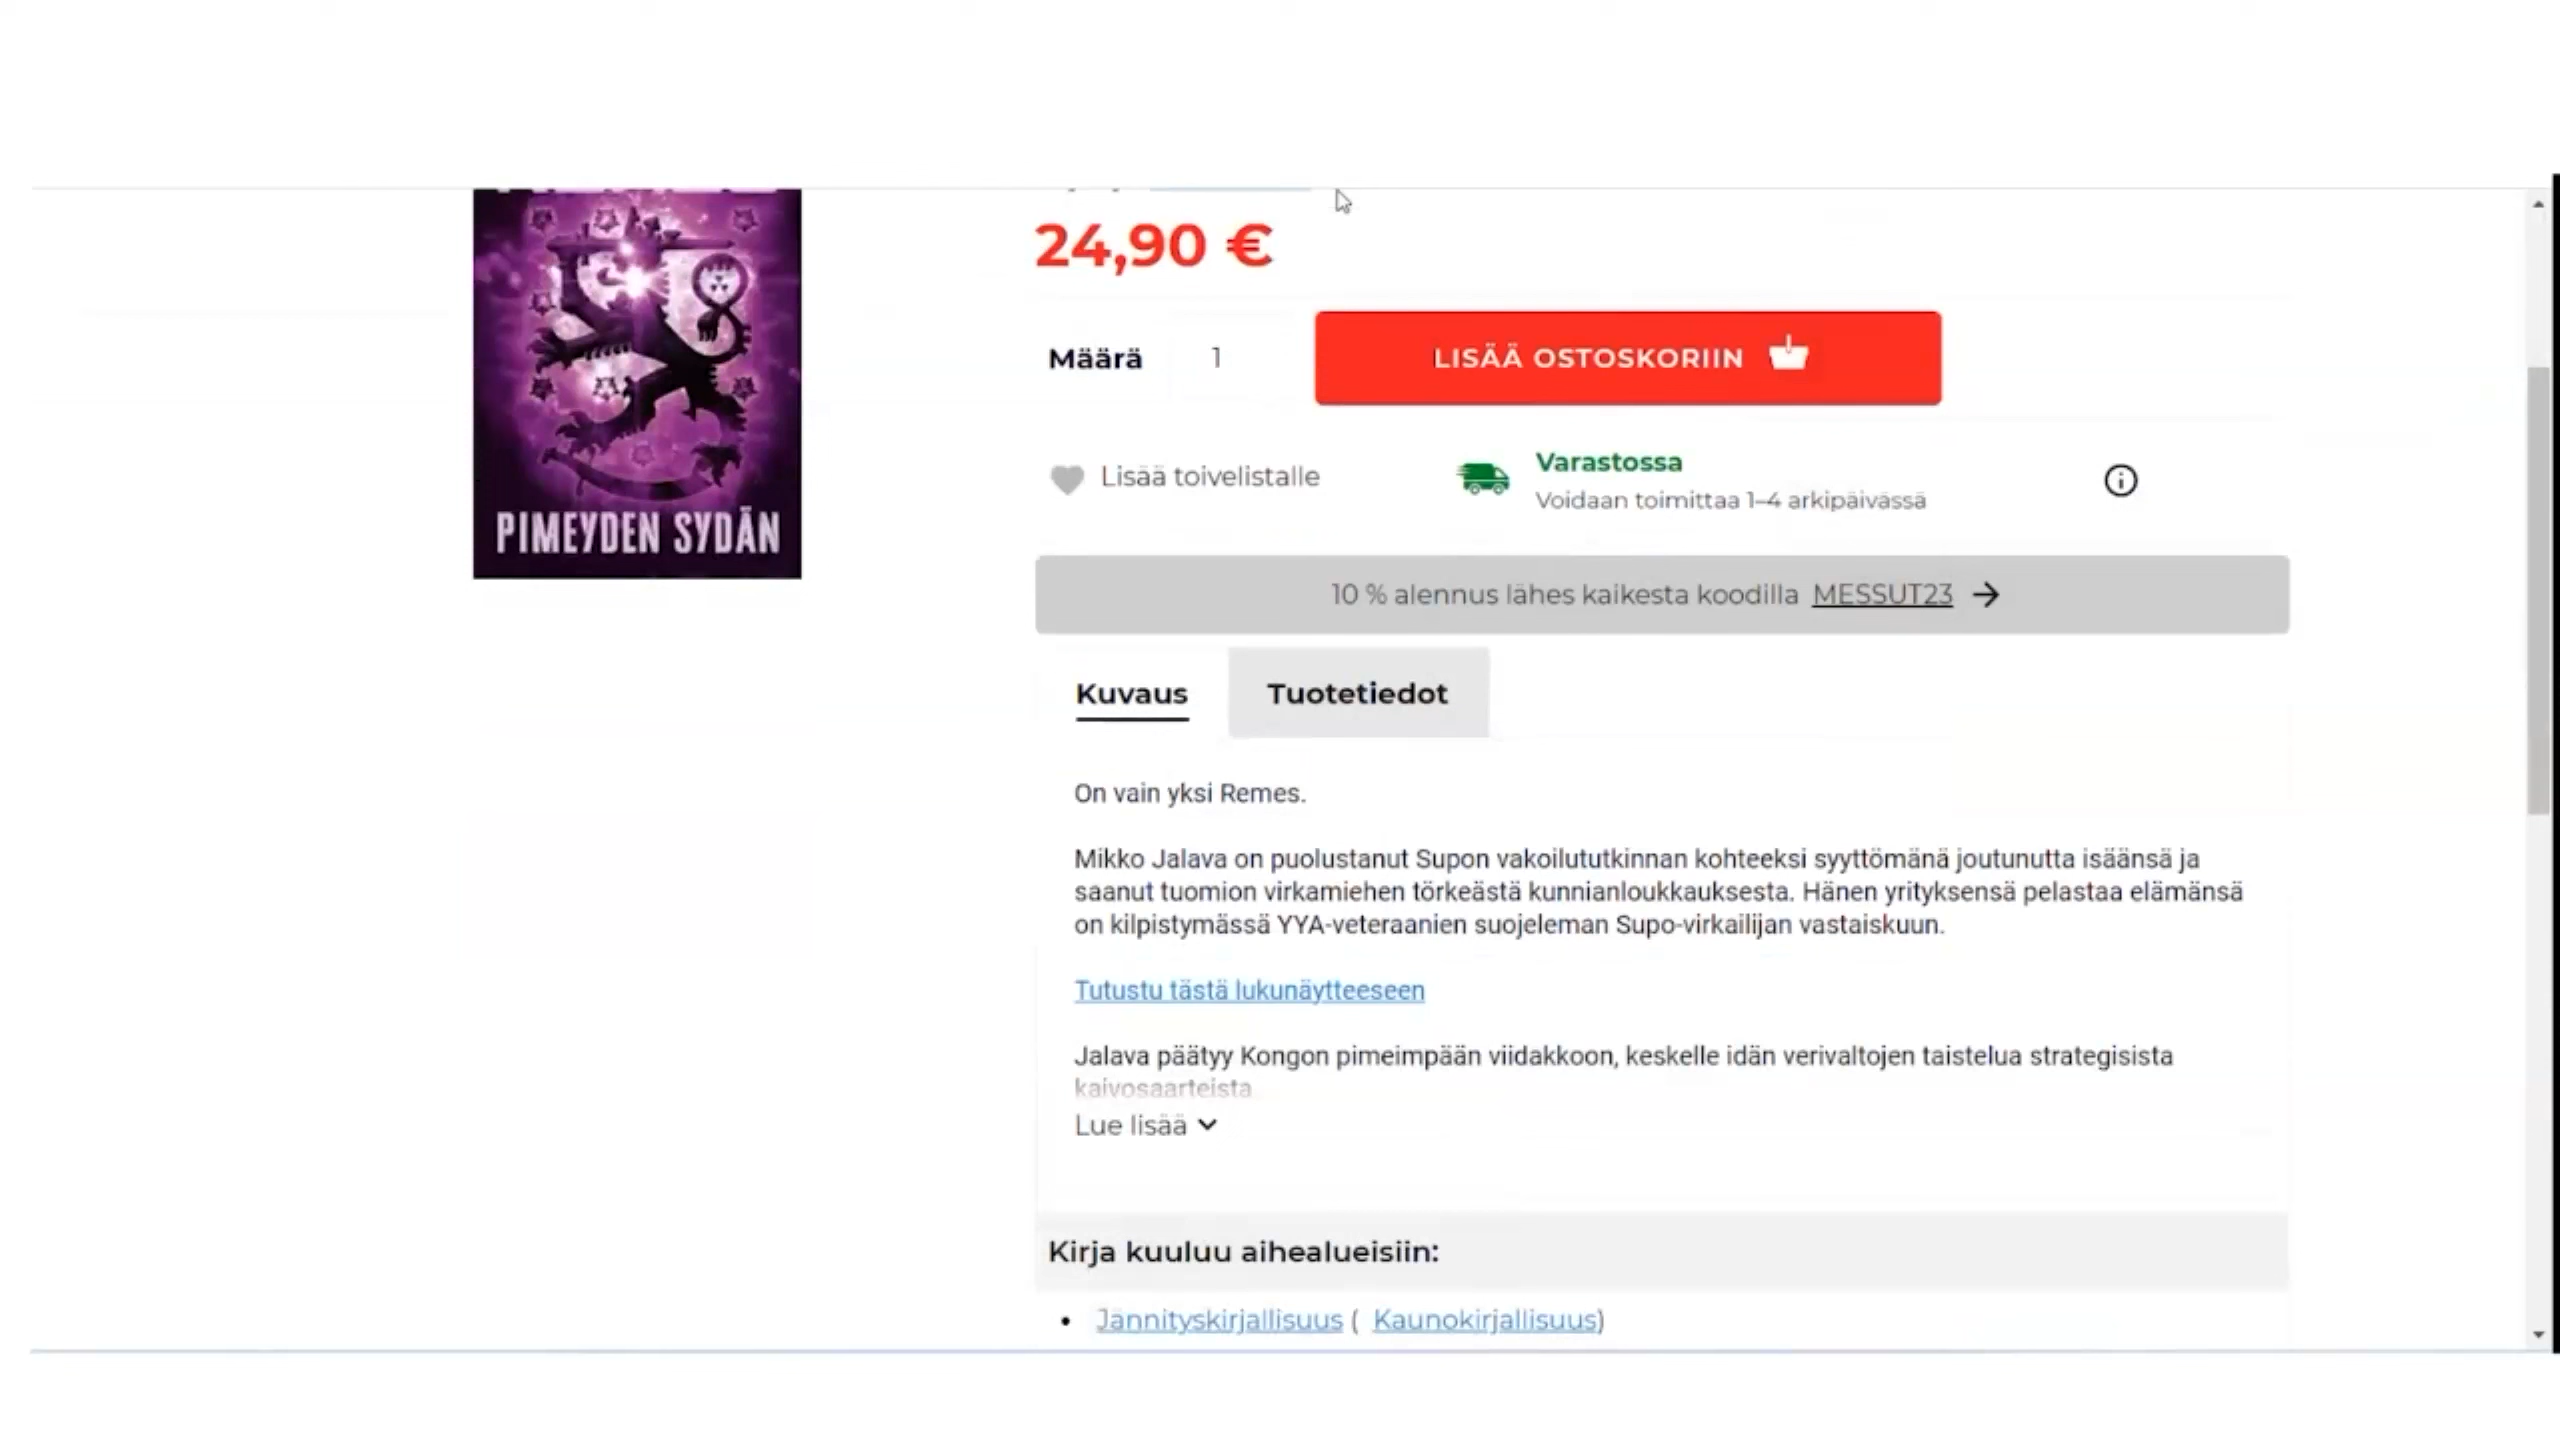 PIMEYDEN SYDÄN
24,90 €
Määrä 1 LISÄÄ OSTOSKORIIN
Lisää toivelistalle
Varastossa
Voidaan toimittaa 1–4 arkipäivässä
10 % alennus lähes kaikesta koodilla MESSUT23
Kuvaus Tuotetiedot
On vain yksi Remes.
Mikko Jalava on puolustanut Supon vakoilututkinnan kohteeksi syyttömänä joutunutta isäänsä ja
saanut tuomion virkamiehen törkeästä kunnianloukkauksesta. Hänen yrityksensä pelastaa elämänsä
on kilpistymässä YYA-veteraanien suojeleman Supo-virkailijan vastaiskuun.
Tutustu tästä lukunäytteeseen
Jalava päätyy Kongon pimeimpään viidakkoon, keskelle idän verivaltojen taistelua strategisista
kaivosaarteista
Lue lisää
Kirja kuuluu aihealueisiin:
• Jännityskirjallisuus ( Kaunokirjallisuus)